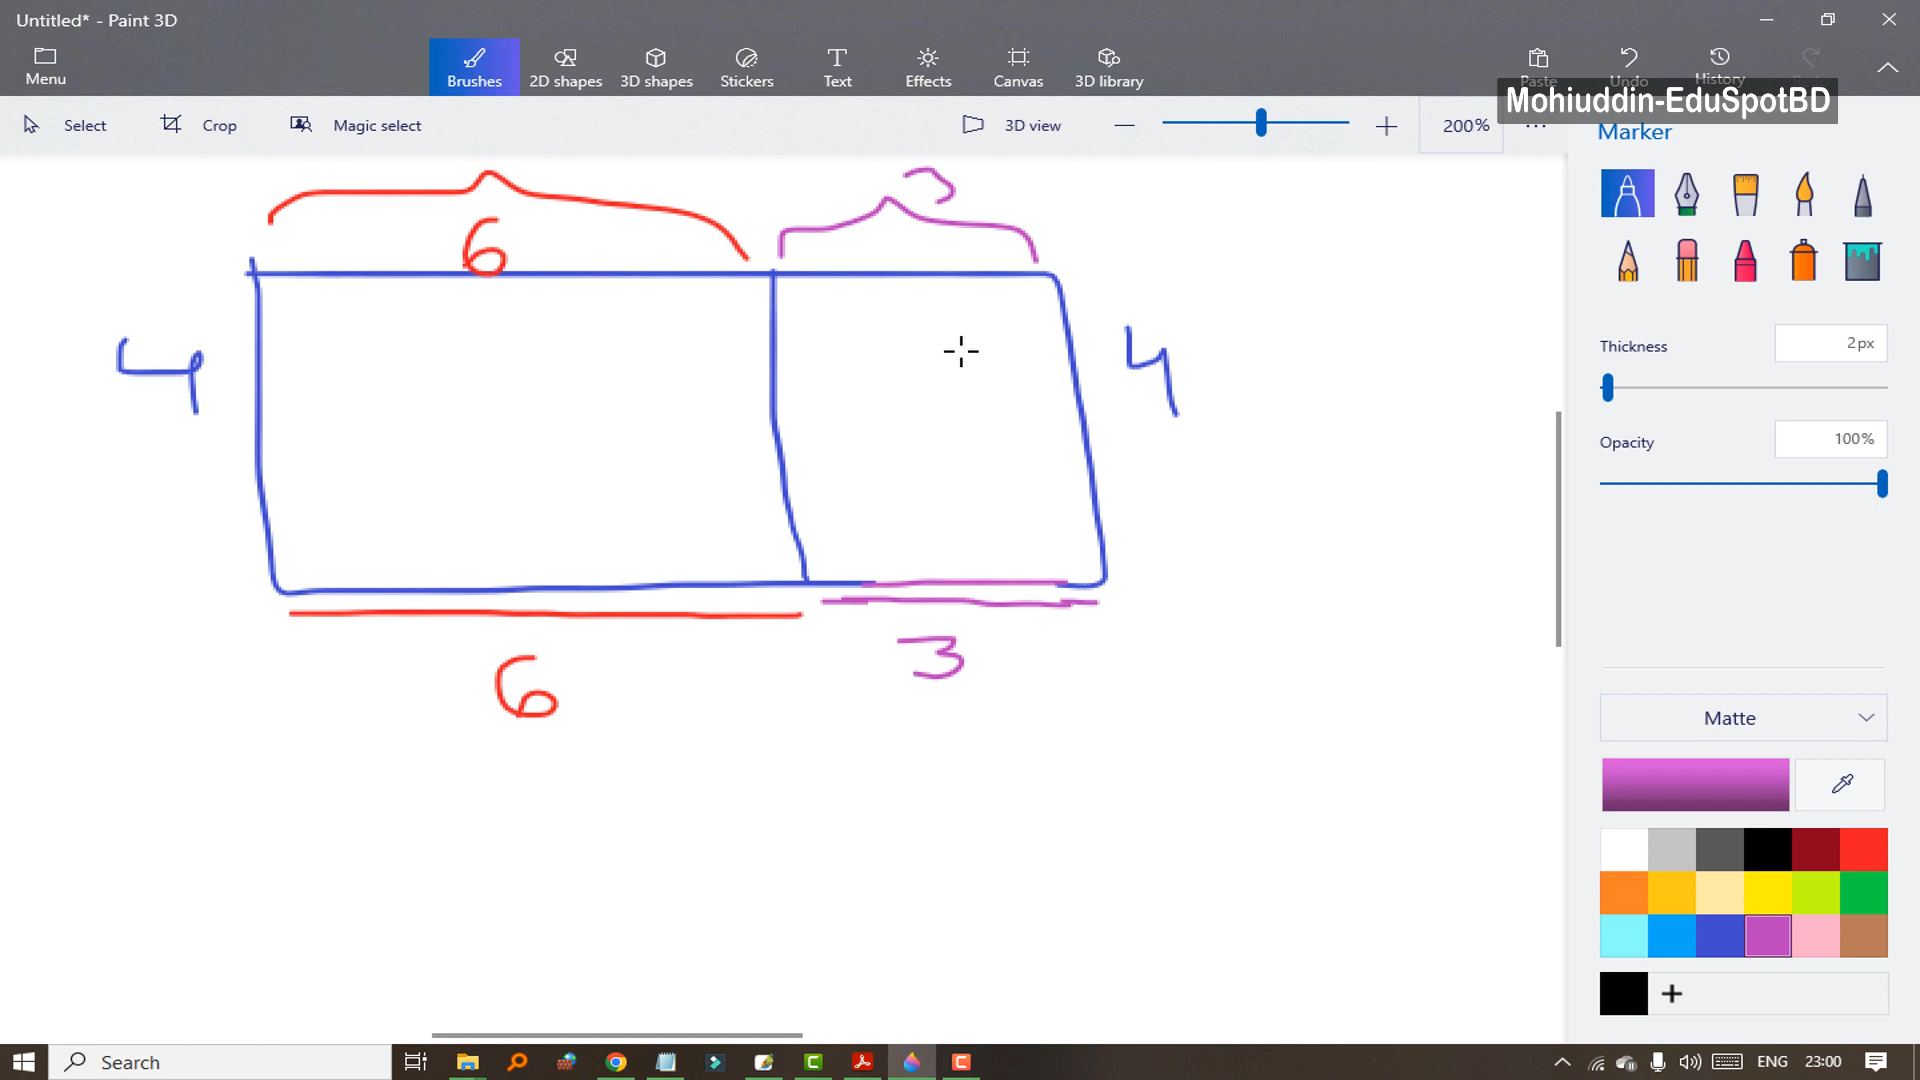 Untitled* - Paint 3D
Menu
Brushes
2D shapes
3D shapes
Stickers
Text
Effects
Canvas
3D library
Paste
Undo
History
Redo
Mohiuddin-EduSpotBD
Select
Crop
Magic select
3D view
200%
Marker
3
6
4
4
6
3
Thickness
2px
Opacity
100%
Matte
Search
ENG
23:00